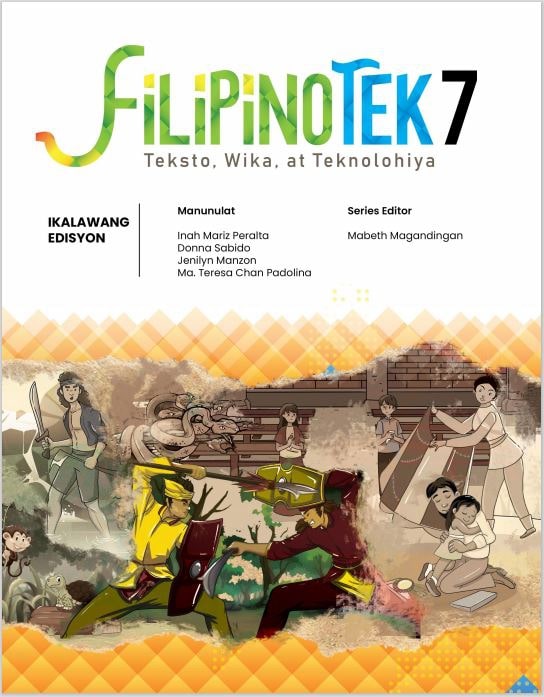 FILIPINOTEK 7
Teksto, Wika, at Teknolohiya
IKALAWANG
EDISYON
Manunulat
Inah Mariz Peralta
Donna Sabido
Jenilyn Manzon
Ma. Teresa Chan Padolina
Series Editor
Mabeth Magandingan